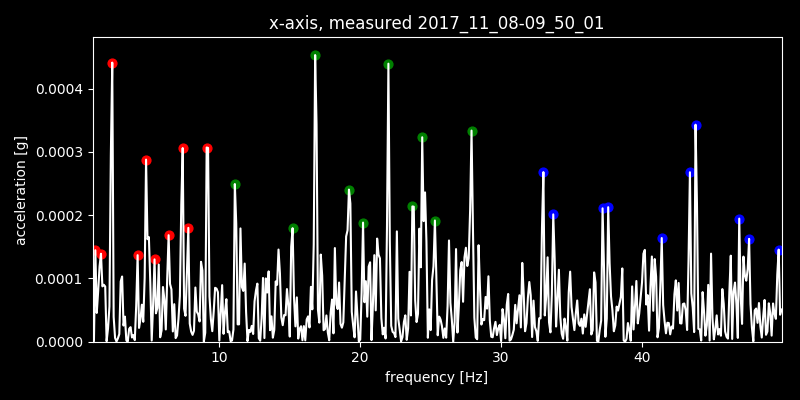 x-axis, measured 2017_11_08-09_50_01
acceleration [g]
0.0004
0.0003
0.0002
0.0001
0.0000
10 20 30 40
frequency [Hz]